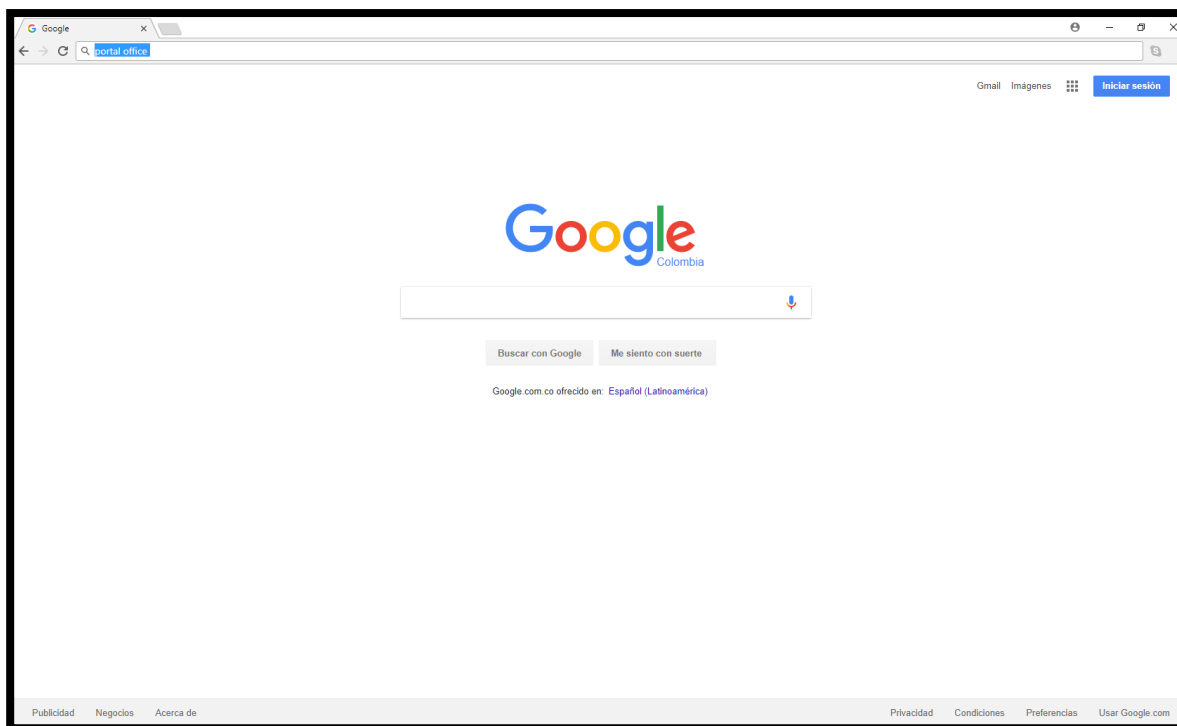 Google
portal office
Gmail Imágenes Iniciar sesión
Google
Colombia
Buscar con Google Me siento con suerte
Google.com.co ofrecido en: Español (Latinoamérica)
Publicidad Negocios Acerca de Privacidad Condiciones Preferencias Usar Google.com